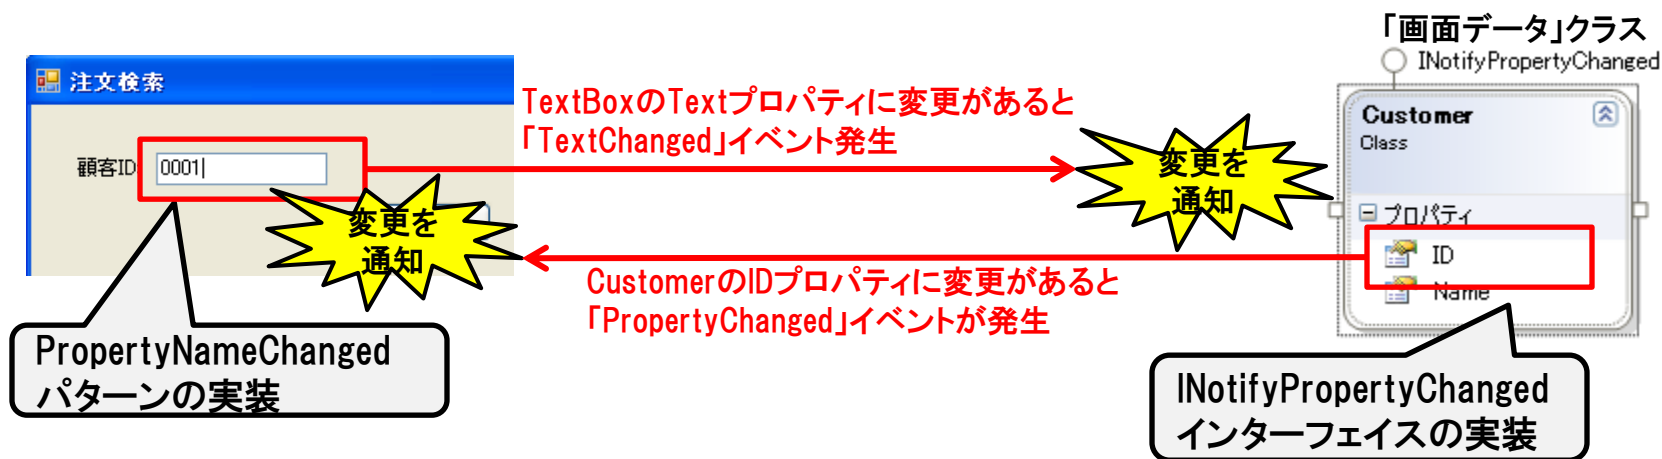 「画面データ」クラス
INotifyPropertyChanged
注文検索
TextBoxのTextプロパティに変更があると
「TextChanged」イベント発生
Customer
Class
顧客ID
0001
変更を
通知
変更を
通知
プロパティ
ID
Name
CustomerのIDプロパティに変更があると
「PropertyChanged」イベントが発生
PropertyNameChanged
パターンの実装
INotifyPropertyChanged
インターフェイスの実装